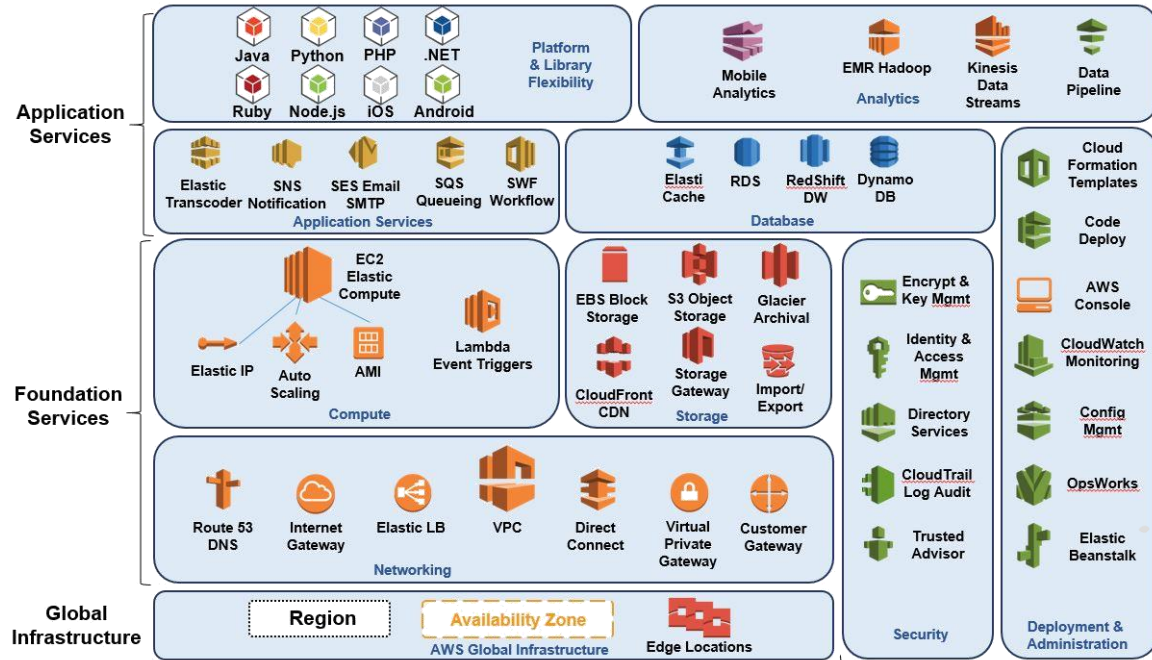 Application
Services
Java
Python
PHP
.NET
Ruby
Node.js
iOS
Android
Platform
& Library
Flexibility
Mobile
Analytics
EMR Hadoop
Kinesis
Data
Streams
Data
Pipeline
Analytics
Elastic
Transcoder
SNS
Notification
SES Email
SMTP
SQS
Queueing
SWF
Workflow
Application Services
Elasti
Cache
RDS
RedShift
DW
Dynamo
DB
Database
Foundation
Services
EC2
Elastic
Compute
Elastic IP
Auto
Scaling
AMI
Lambda
Event Triggers
Compute
EBS Block
Storage
S3 Object
Storage
Glacier
Archival
CloudFront
CDN
Storage
Gateway
Import/
Export
Storage
Route 53
DNS
Internet
Gateway
Elastic LB
VPC
Direct
Connect
Virtual
Private
Gateway
Customer
Gateway
Networking
Global
Infrastructure
Region
Availability Zone
Edge Locations
AWS Global Infrastructure
Encrypt &
Key Mgmt
Identity &
Access
Mgmt
Directory
Services
CloudTrail
Log Audit
Trusted
Advisor
Security
Cloud
Formation
Templates
Code
Deploy
AWS
Console
CloudWatch
Monitoring
Config
Mgmt
OpsWorks
Elastic
Beanstalk
Deployment &
Administration